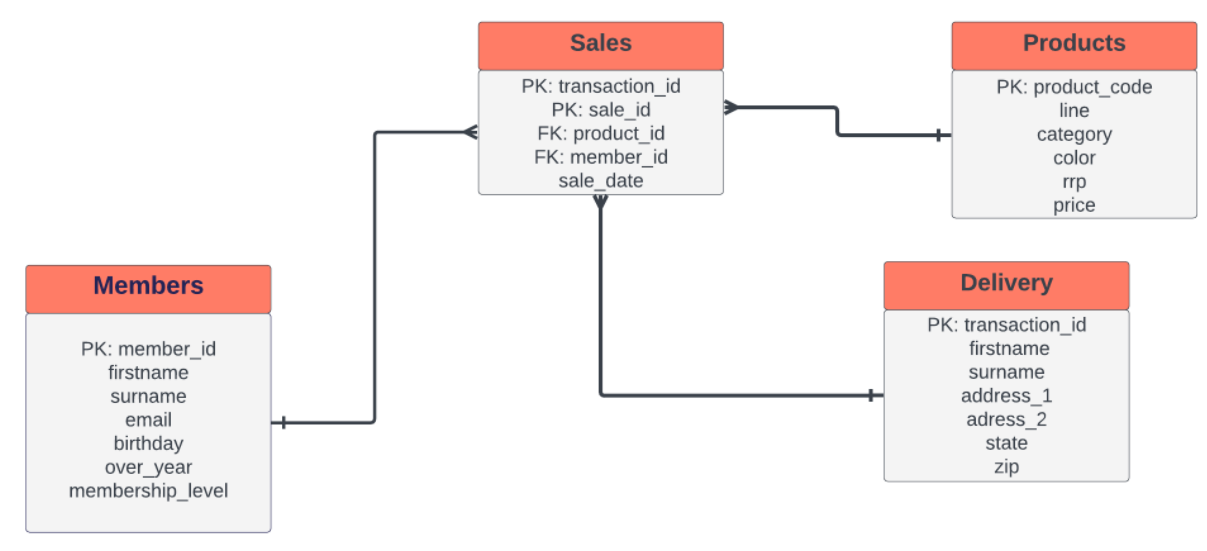 Sales
PK: transaction_id
PK: sale_id
FK: product_id
FK: member_id
sale_date
Products
PK: product_code
line
category
color
rrp
price
Members
PK: member_id
firstname
surname
email
birthday
over_year
membership_level
Delivery
PK: transaction_id
firstname
surname
address_1
adress_2
state
zip